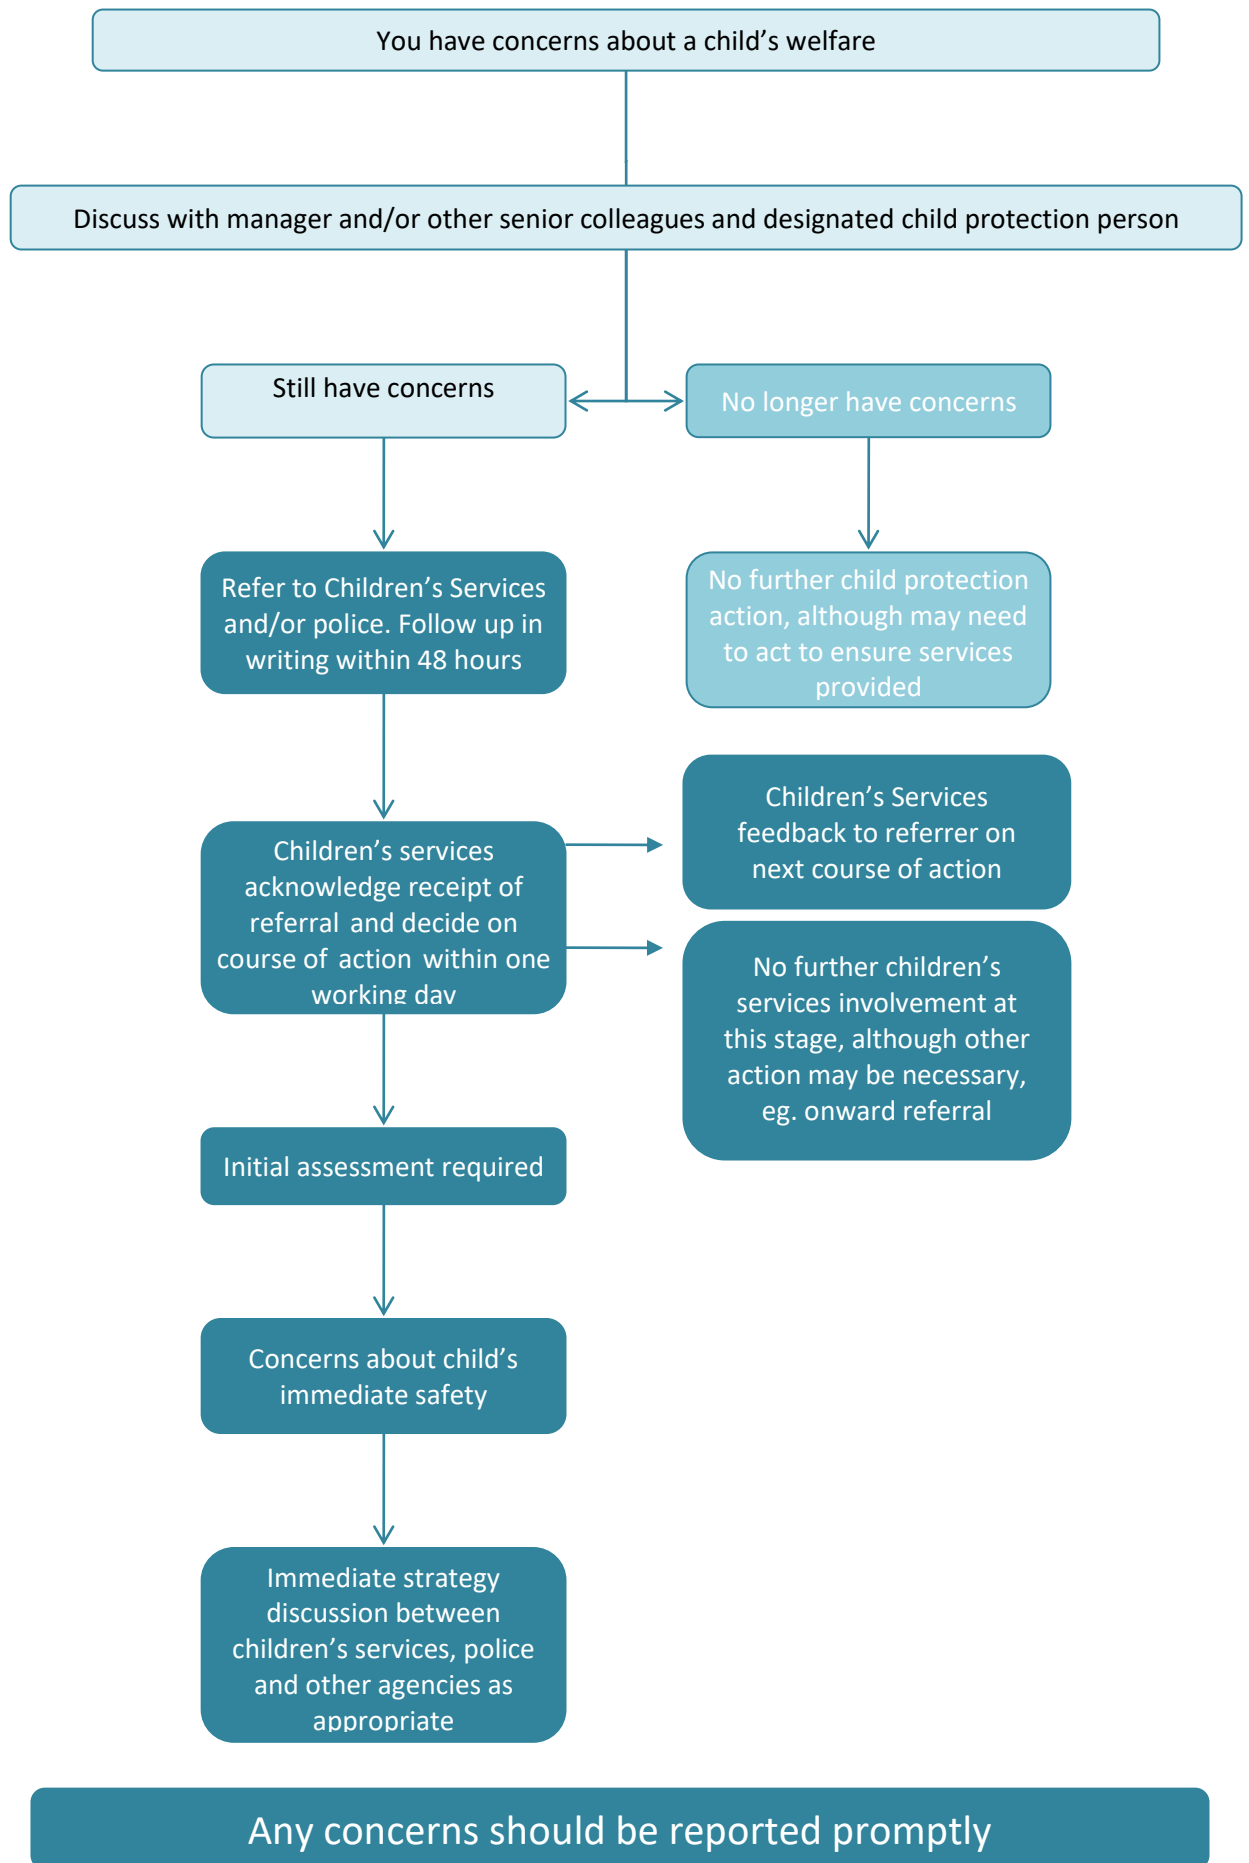 You have concerns about a child’s welfare
Discuss with manager and/or other senior colleagues and designated child protection person
Still have concerns
No longer have concerns
Refer to Children’s Services
and/or police. Follow up in
writing within 48 hours
No further child protection
action, although may need
to act to ensure services
provided
Children’s services
acknowledge receipt of
referral and decide on
course of action within one
working day
Children’s Services
feedback to referrer on
next course of action
No further children’s
services involvement at
this stage, although other
action may be necessary,
eg. onward referral
Initial assessment required
Concerns about child’s
immediate safety
Immediate strategy
discussion between
children’s services, police
and other agencies as
appropriate
Any concerns should be reported promptly